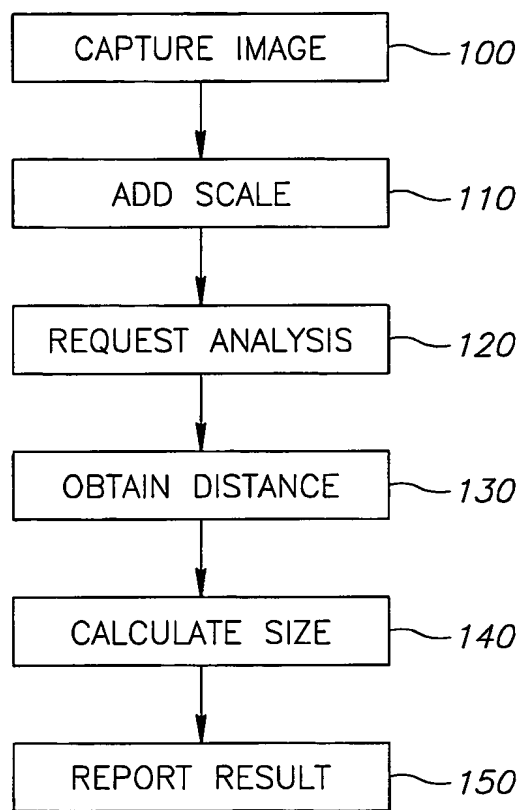 CAPTURE IMAGE 100
ADD SCALE 110
REQUEST ANALYSIS 120
OBTAIN DISTANCE 130
CALCULATE SIZE 140
REPORT RESULT 150